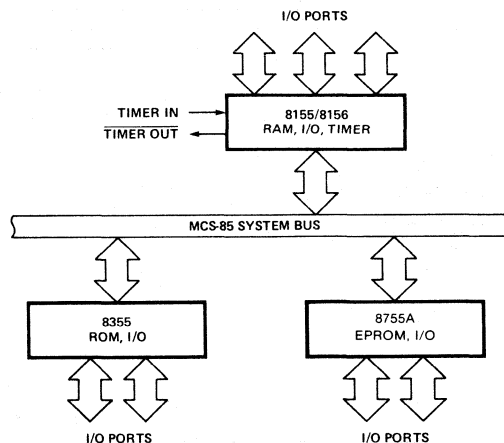 I/O PORTS
TIMER IN
TIMER OUT
8155/8156
RAM, I/O, TIMER
MCS-85 SYSTEM BUS
8355
ROM, I/O
8755A
EPROM, I/O
I/O PORTS
I/O PORTS